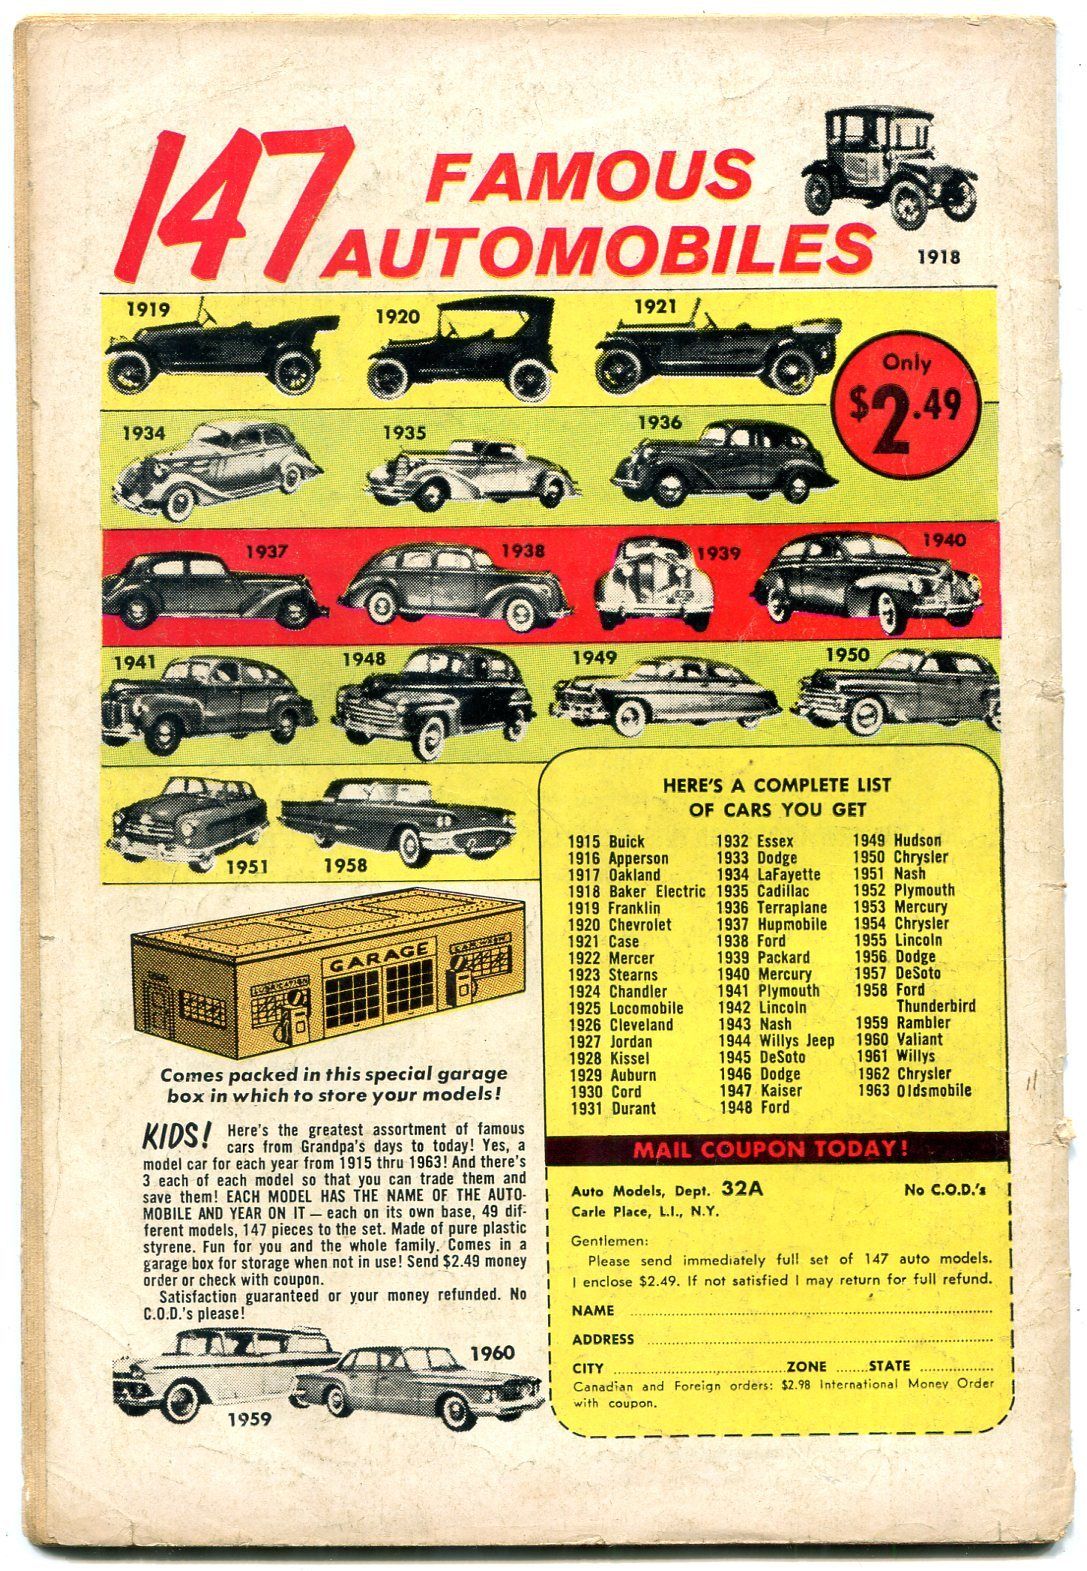 147 FAMOUS
AUTOMOBILES
1918
1919
1920
1921
Only
$2.49
1934
1935
1936
1937
1938
1939
1940
1941
1948
1949
1950
1951
1958
GARAGE
CAR WASH
LUBRICATION
Comes packed in this special garage
box in which to store your models!
KIDS! Here's the greatest assortment of famous
cars from Grandpa's days to today! Yes, a
model car for each year from 1915 thru 1963! And there's
3 each of each model so that you can trade them and
save them! EACH MODEL HAS THE NAME OF THE AUTO-
MOBILE AND YEAR ON IT — each on its own base, 49 dif-
ferent models, 147 pieces to the set. Made of pure plastic
styrene. Fun for you and the whole family. Comes in a
garage box for storage when not in use! Send $2.49 money
order or check with coupon.
Satisfaction guaranteed or your money refunded. No
C.O.D.'s please!
1959
1960
HERE'S A COMPLETE LIST
OF CARS YOU GET
1915 Buick
1916 Apperson
1917 Oakland
1918 Baker Electric
1919 Franklin
1920 Chevrolet
1921 Case
1922 Mercer
1923 Stearns
1924 Chandler
1925 Locomobile
1926 Cleveland
1927 Jordan
1928 Kissel
1929 Auburn
1930 Cord
1931 Durant
1932 Essex
1933 Dodge
1934 LaFayette
1935 Cadillac
1936 Terraplane
1937 Hupmobile
1938 Ford
1939 Packard
1940 Mercury
1941 Plymouth
1942 Lincoln
1943 Nash
1944 Willys Jeep
1945 DeSoto
1946 Dodge
1947 Kaiser
1948 Ford
1949 Hudson
1950 Chrysler
1951 Nash
1952 Plymouth
1953 Mercury
1954 Chrysler
1955 Lincoln
1956 Dodge
1957 DeSoto
1958 Ford
Thunderbird
1959 Rambler
1960 Valiant
1961 Willys
1962 Chrysler
1963 Oldsmobile
MAIL COUPON TODAY!
Auto Models, Dept. 32A No C.O.D.'s
Carle Place, L.I., N.Y.
Gentlemen:
Please send immediately full set of 147 auto models.
I enclose $2.49. If not satisfied I may return for full refund.
NAME
ADDRESS
CITY ZONE STATE
Canadian and Foreign orders: $2.98 International Money Order
with coupon.